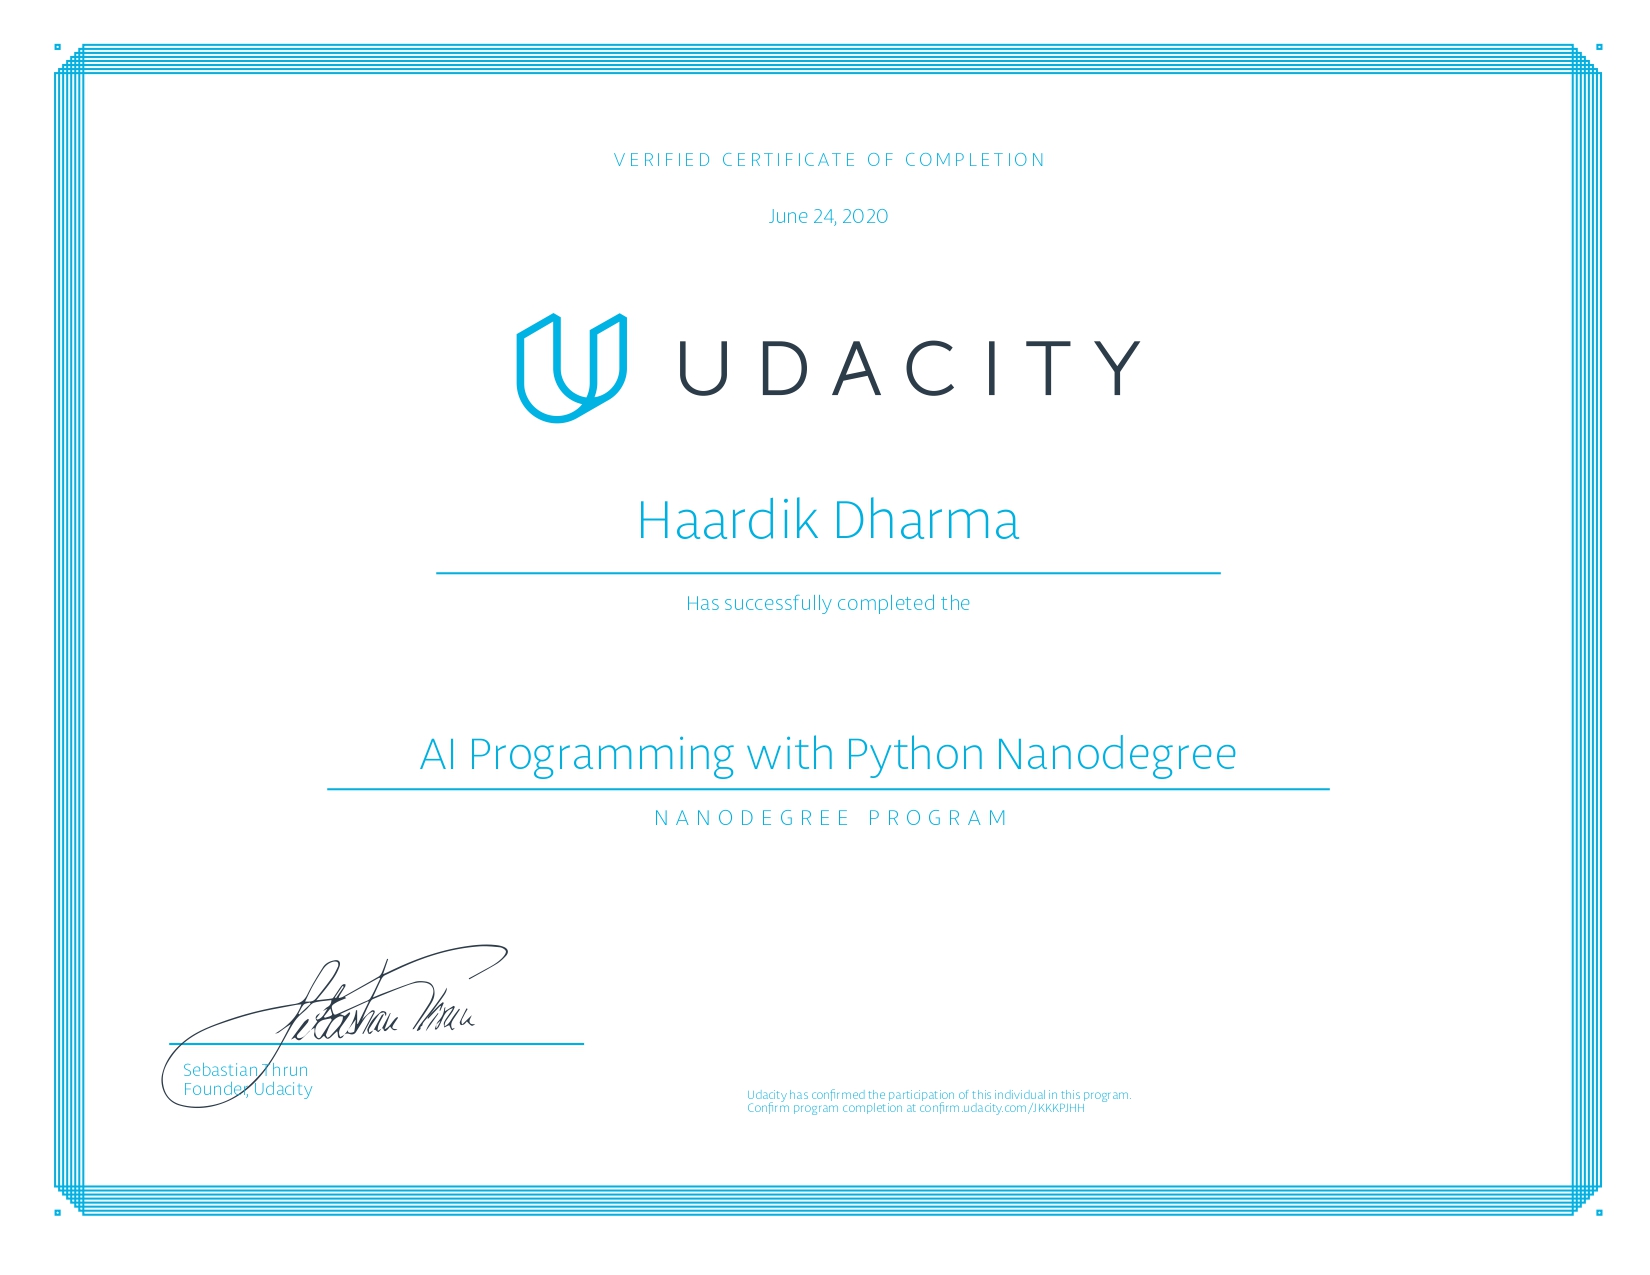 VERIFIED CERTIFICATE OF COMPLETION
June 24, 2020
UDACITY
Haardik Dharma
Has successfully completed the
AI Programming with Python Nanodegree
NANODEGREE PROGRAM
Sebastian Thrun
Sebastian Thrun
Founder, Udacity
Udacity has confirmed the participation of this individual in this program.
Confirm program completion at confirm.udacity.com/JKKKPJHH